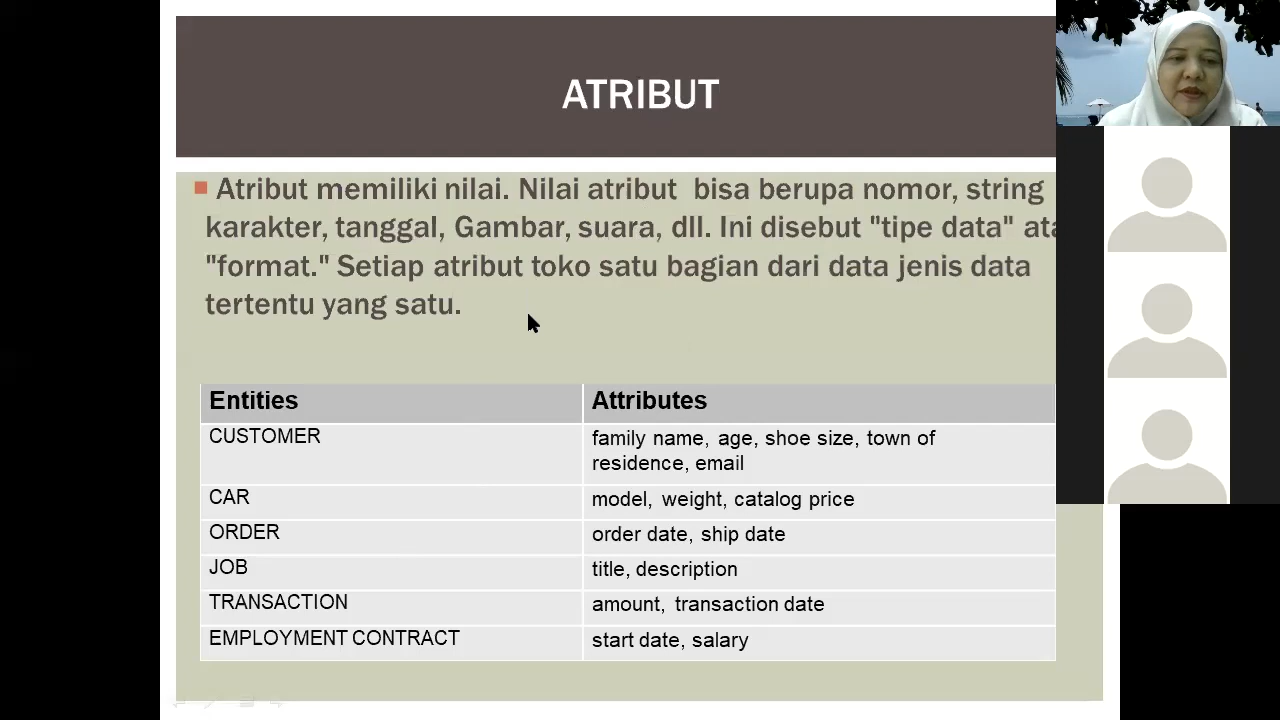 ATRIBUT
Atribut memiliki nilai. Nilai atribut bisa berupa nomor, string
karakter, tanggal, Gambar, suara, dll. Ini disebut "tipe data"
"format." Setiap atribut toko satu bagian dari data jenis data
tertentu yang satu.
Entities Attributes
CUSTOMER family name, age, shoe size, town of
residence, email
CAR model, weight, catalog price
ORDER order date, ship date
JOB title, description
TRANSACTION amount, transaction date
EMPLOYMENT CONTRACT start date, salary